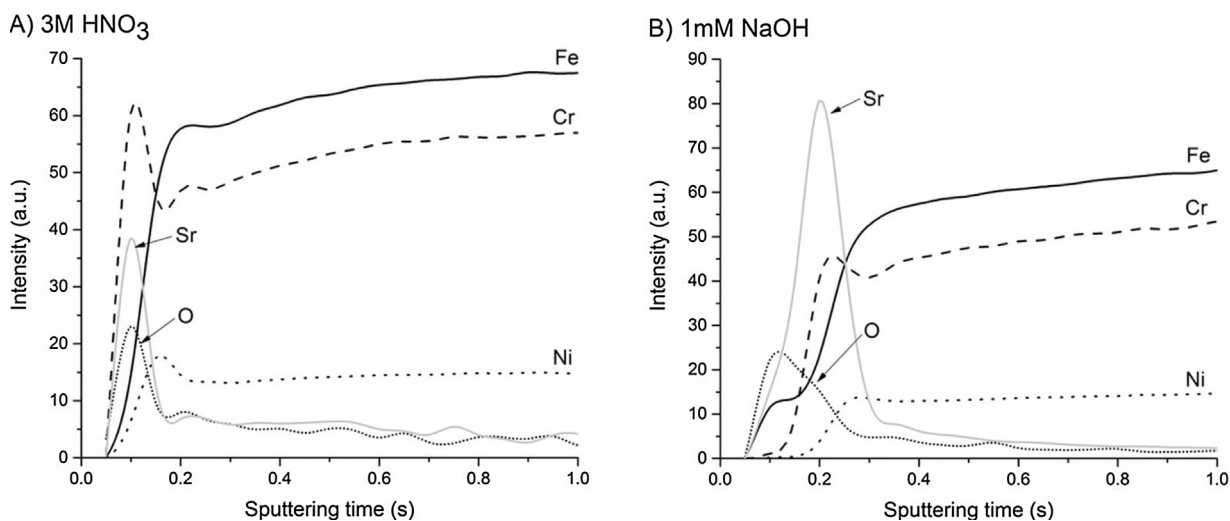 A) 3M HNO3
70
60
50
40
30
20
10
0
Intensity (a.u.)
Fe
Cr
Sr
O
Ni
0.0 0.2 0.4 0.6 0.8 1.0
Sputtering time (s)
B) 1mM NaOH
90
80
70
60
50
40
30
20
10
0
Intensity (a.u.)
Sr
Fe
Cr
O
Ni
0.0 0.2 0.4 0.6 0.8 1.0
Sputtering time (s)